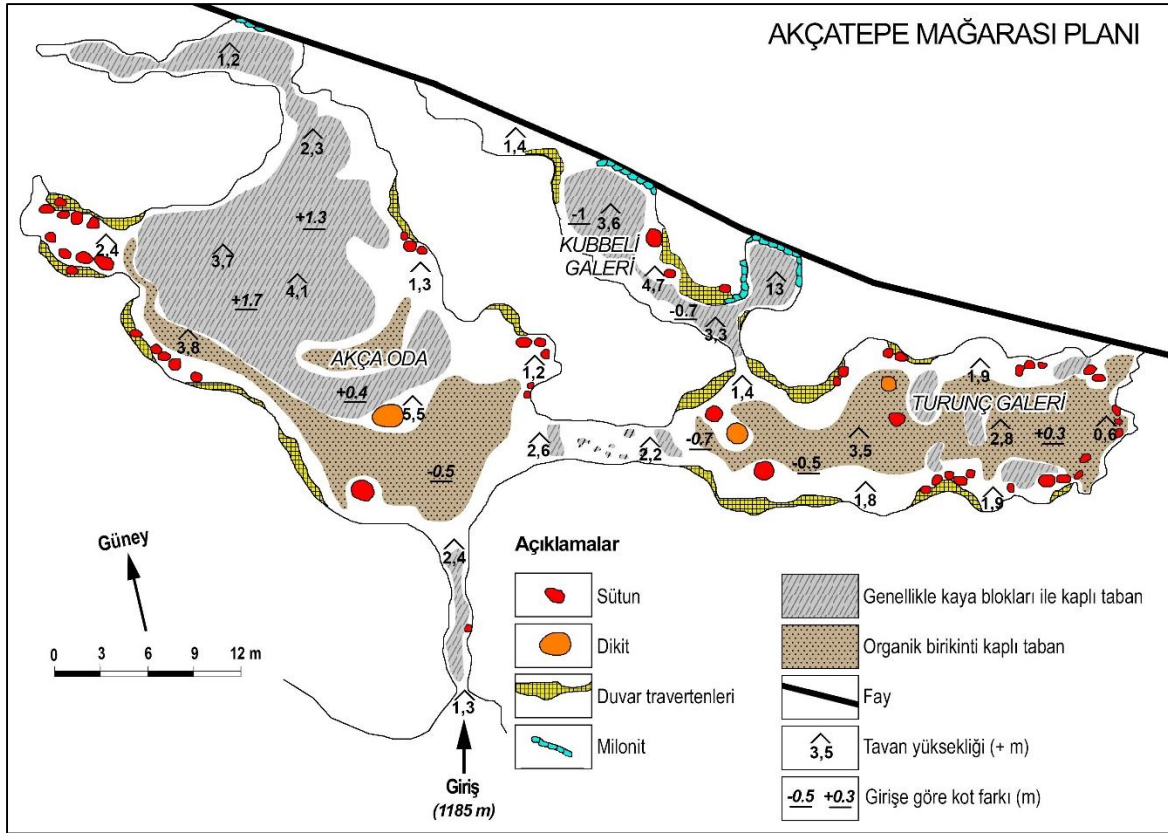 AKÇATEPE MAĞARASI PLANI
1,2
2,3
1,4
+1.3
-1
3,6
KUBBELİ
GALERİ
2,4
3,7
4,1
1,3
4,7
13
+1.7
-0.7
3,3
3,8
AKÇA ODA
1,2
1,4
1,9
+0.4
5,5
TURUNÇ GALERİ
2,6
2,2
-0.7
3,5
2,8
+0.3
0,6
-0.5
-0.5
1,8
1,9
2,4
Güney
0 3 6 9 12 m
1,3
Giriş
(1185 m)
Açıklamalar
Sütun
Dikit
Duvar travertenleri
Milonit
Genellikle kaya blokları ile kaplı taban
Organik birikinti kaplı taban
Fay
3,5 Tavan yüksekliği (+ m)
-0.5 +0.3 Girişe göre kot farkı (m)